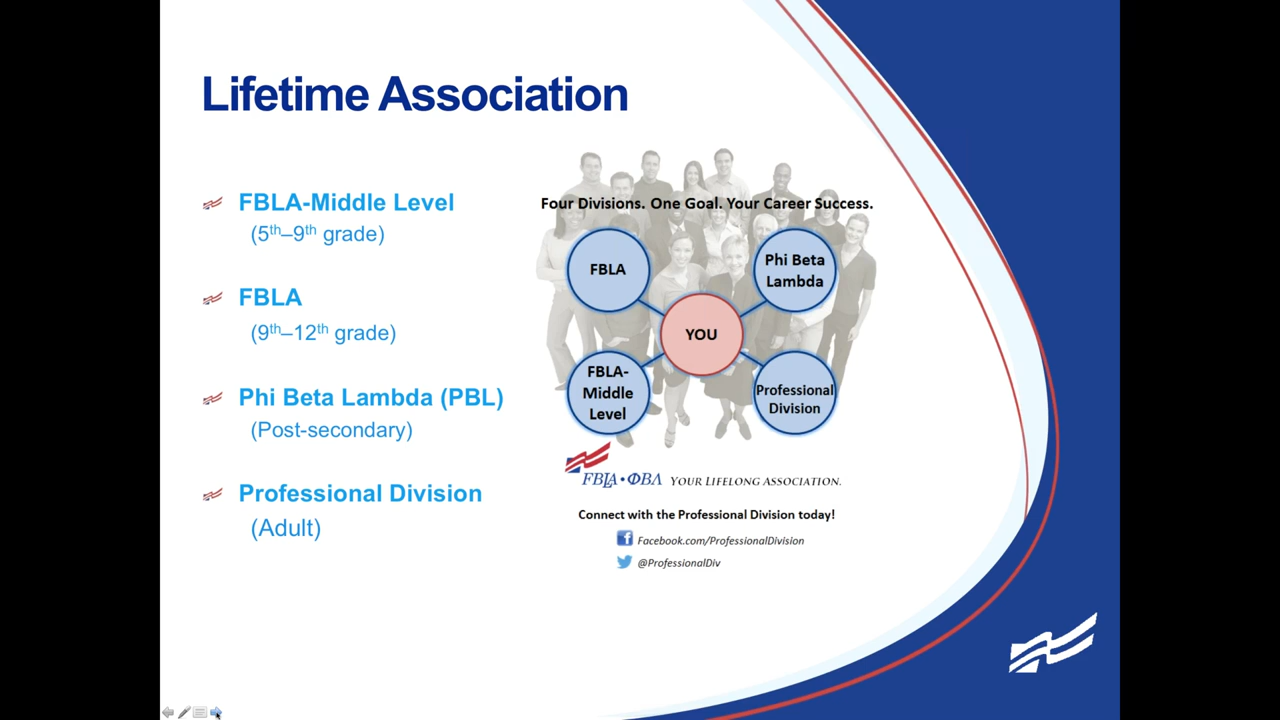 Lifetime Association
FBLA-Middle Level
(5th–9th grade)
FBLA
(9th–12th grade)
Phi Beta Lambda (PBL)
(Post-secondary)
Professional Division
(Adult)
Four Divisions. One Goal. Your Career Success.
FBLA
Phi Beta
Lambda
YOU
FBLA-
Middle
Level
Professional
Division
FBLA • ΦBΛ YOUR LIFELONG ASSOCIATION.
Connect with the Professional Division today!
Facebook.com/ProfessionalDivision
@ProfessionalDiv